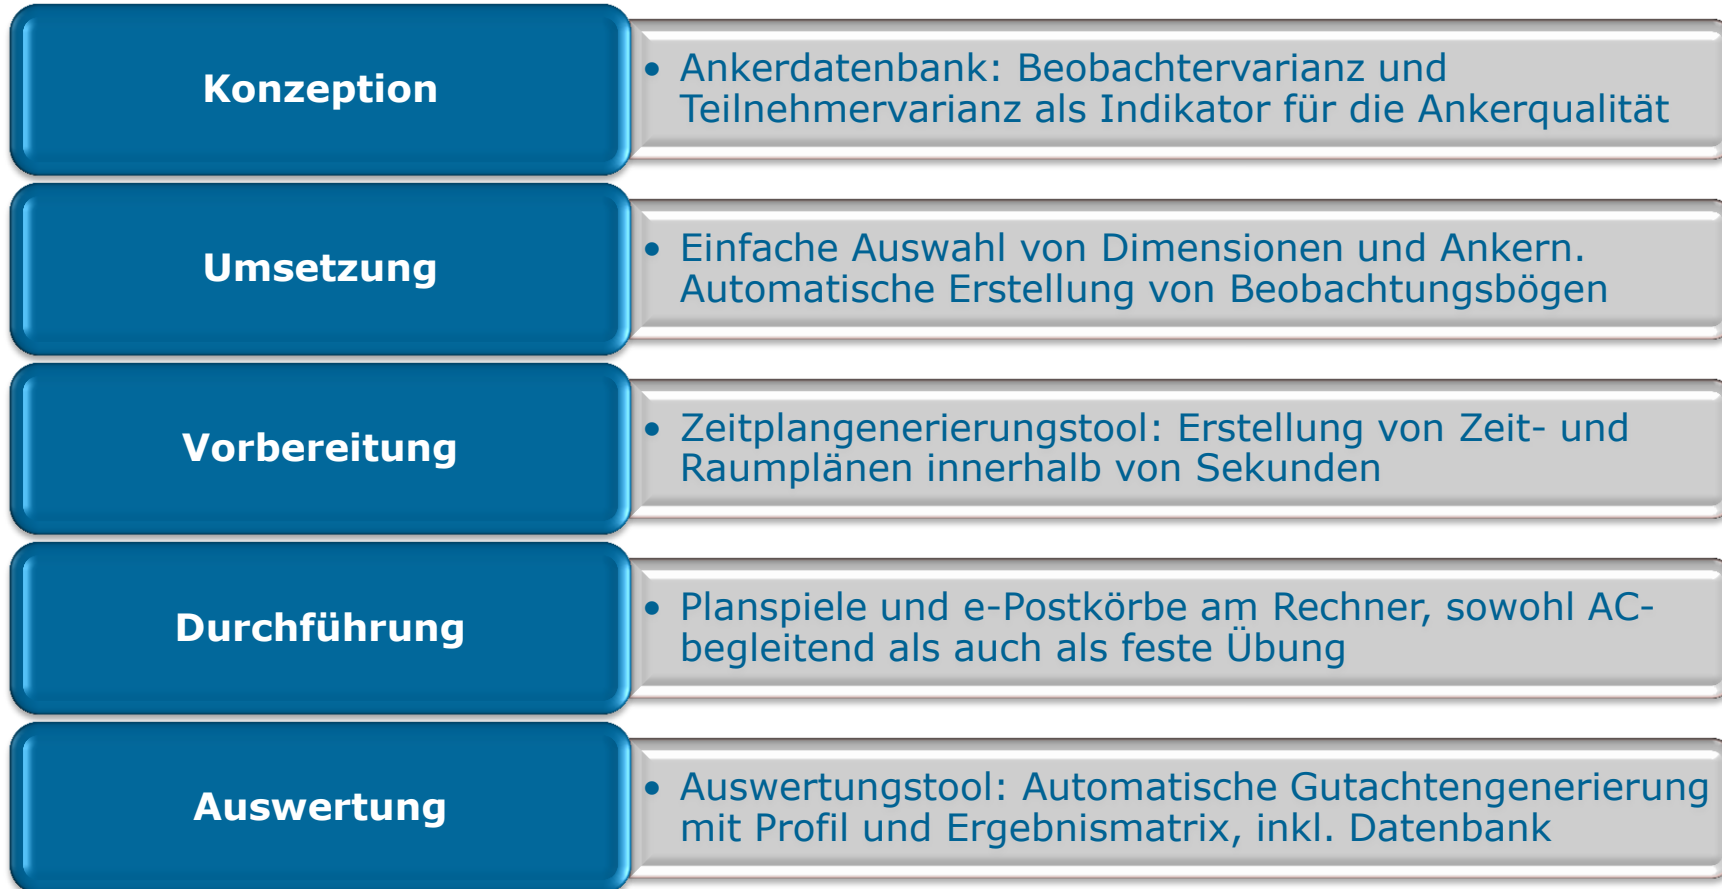 Konzeption
• Ankerdatenbank: Beobachtervarianz und
Teilnehmervarianz als Indikator für die Ankerqualität
Umsetzung
• Einfache Auswahl von Dimensionen und Ankern.
Automatische Erstellung von Beobachtungsbögen
Vorbereitung
• Zeitplangenerierungstool: Erstellung von Zeit- und
Raumplänen innerhalb von Sekunden
Durchführung
• Planspiele und e-Postkörbe am Rechner, sowohl AC-
begleitend als auch als feste Übung
Auswertung
• Auswertungstool: Automatische Gutachtengenerierung
mit Profil und Ergebnismatrix, inkl. Datenbank